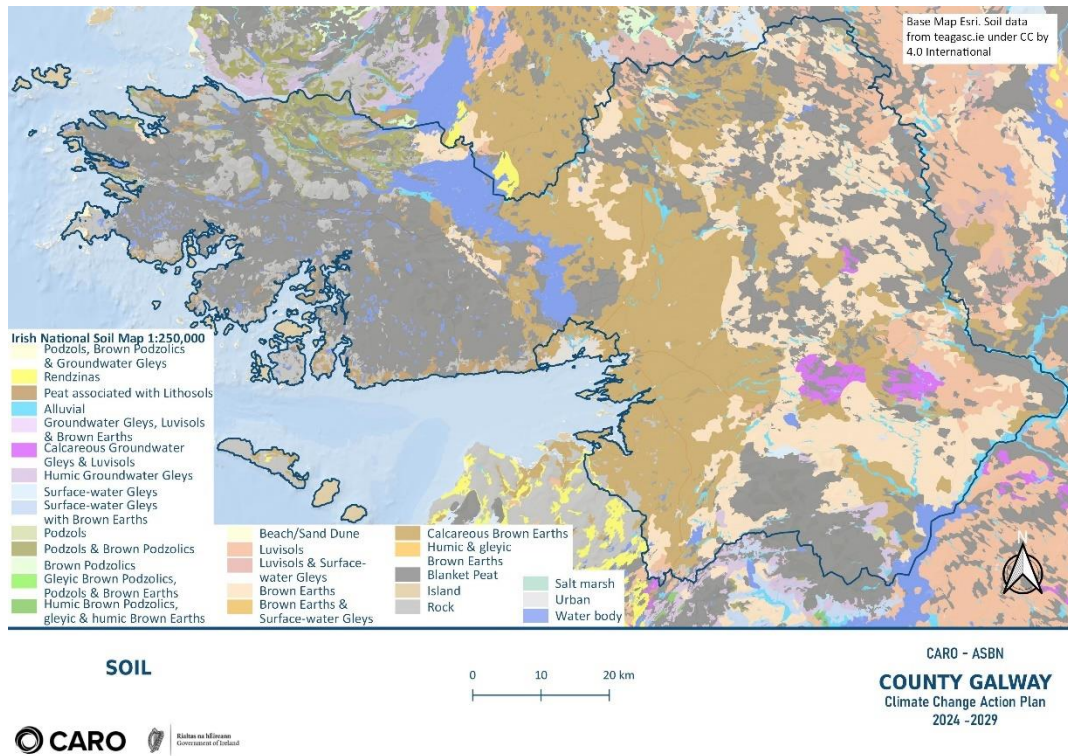 Base Map Esri. Soil data
from teagasc.ie under CC by
4.0 International
Irish National Soil Map 1:250,000
Podzols, Brown Podzolics
& Groundwater Gleys
Rendzinas
Peat associated with Lithosols
Alluvial
Groundwater Gleys, Luvisols
& Brown Earths
Calcareous Groundwater
Gleys & Luvisols
Humic Groundwater Gleys
Surface-water Gleys
Surface-water Gleys
with Brown Earths
Podzols
Podzols & Brown Podzolics
Brown Podzolics
Gleyic Brown Podzolics,
Podzols & Brown Earths
Humic Brown Podzolics,
gleyic & humic Brown Earths
Beach/Sand Dune
Luvisols
Luvisols & Surface-
water Gleys
Brown Earths
Brown Earths &
Surface-water Gleys
Calcareous Brown Earths
Humic & gleyic
Brown Earths
Blanket Peat
Island
Rock
Salt marsh
Urban
Water body
N
SOIL
0 10 20 km
CARO - ASBN
COUNTY GALWAY
Climate Change Action Plan
2024 -2029
CARO
Rialtas na hÉireann
Government of Ireland